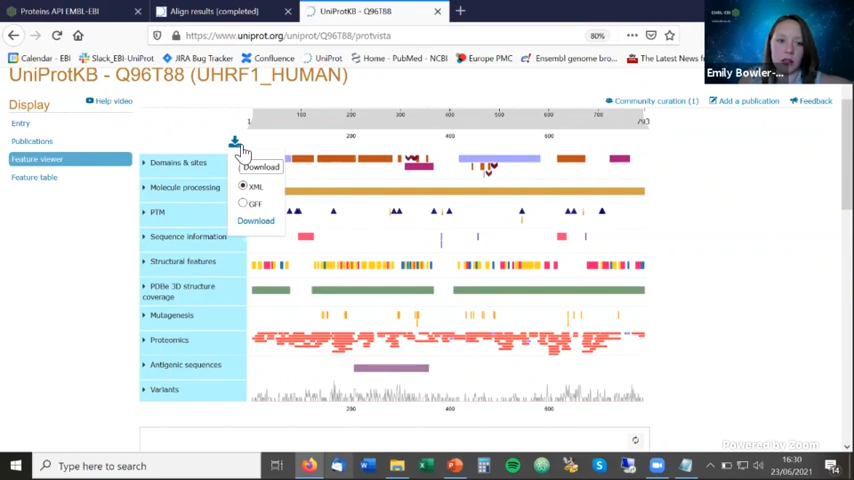 Proteins API EMBL-EBI
Align results [completed]
UniProtKB - Q96T88
https://www.uniprot.org/uniprot/Q96T88/protvista
80%
Calendar - EBI
Slack_EBI-UniProt
JIRA Bug Tracker
Confluence
UniProt
Home - PubMed - NCBI
Europe PMC
Ensembl genome bro...
The Latest News f
EMBL-EBI
Emily Bowler-...
UniProtKB - Q96T88 (UHRF1_HUMAN)
Display
Help video
Community curation (1)
Add a publication
Feedback
Entry
Publications
Feature viewer
Feature table
1
100
200
300
400
500
600
700
793
200
400
600
Download
XML
GFF
Download
Domains & sites
Molecule processing
PTM
Sequence information
Structural features
PDBe 3D structure
coverage
Mutagenesis
Proteomics
Antigenic sequences
Variants
200
400
600
Powered by Zoom
Type here to search
16:30
23/06/2021
14